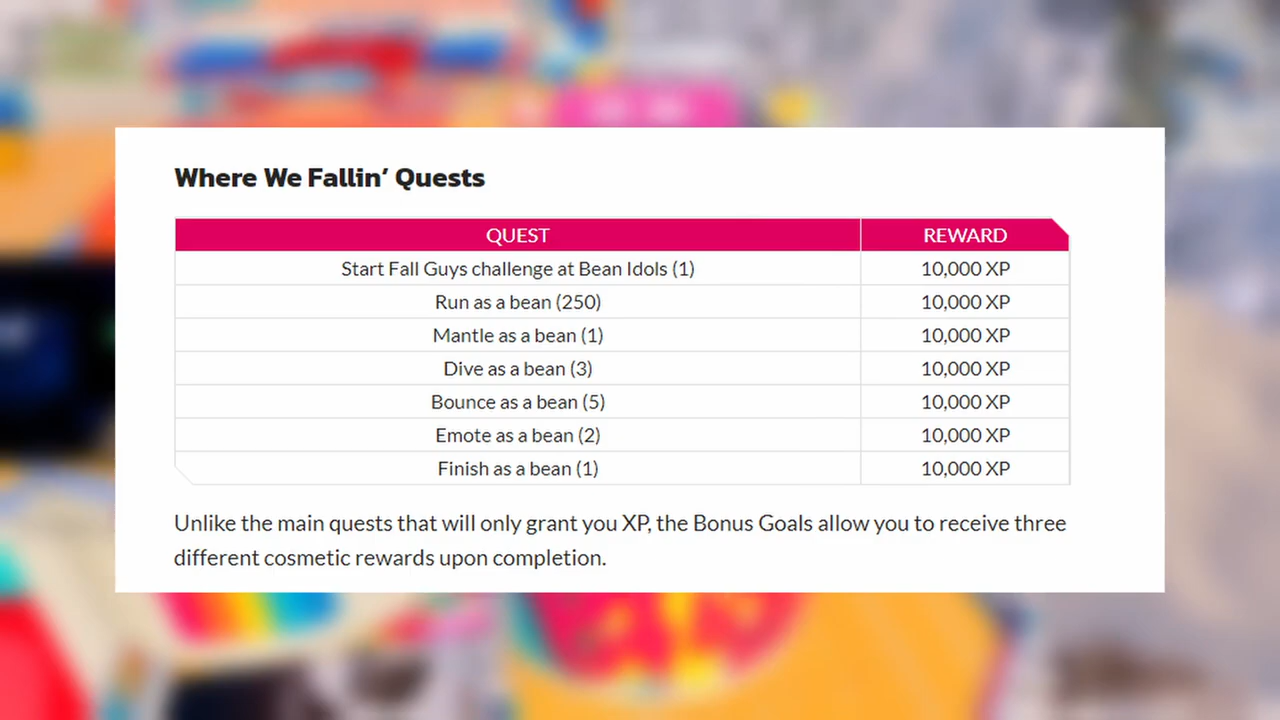 Where We Fallin’ Quests
QUEST REWARD
Start Fall Guys challenge at Bean Idols (1) 10,000 XP
Run as a bean (250) 10,000 XP
Mantle as a bean (1) 10,000 XP
Dive as a bean (3) 10,000 XP
Bounce as a bean (5) 10,000 XP
Emote as a bean (2) 10,000 XP
Finish as a bean (1) 10,000 XP
Unlike the main quests that will only grant you XP, the Bonus Goals allow you to receive three
different cosmetic rewards upon completion.